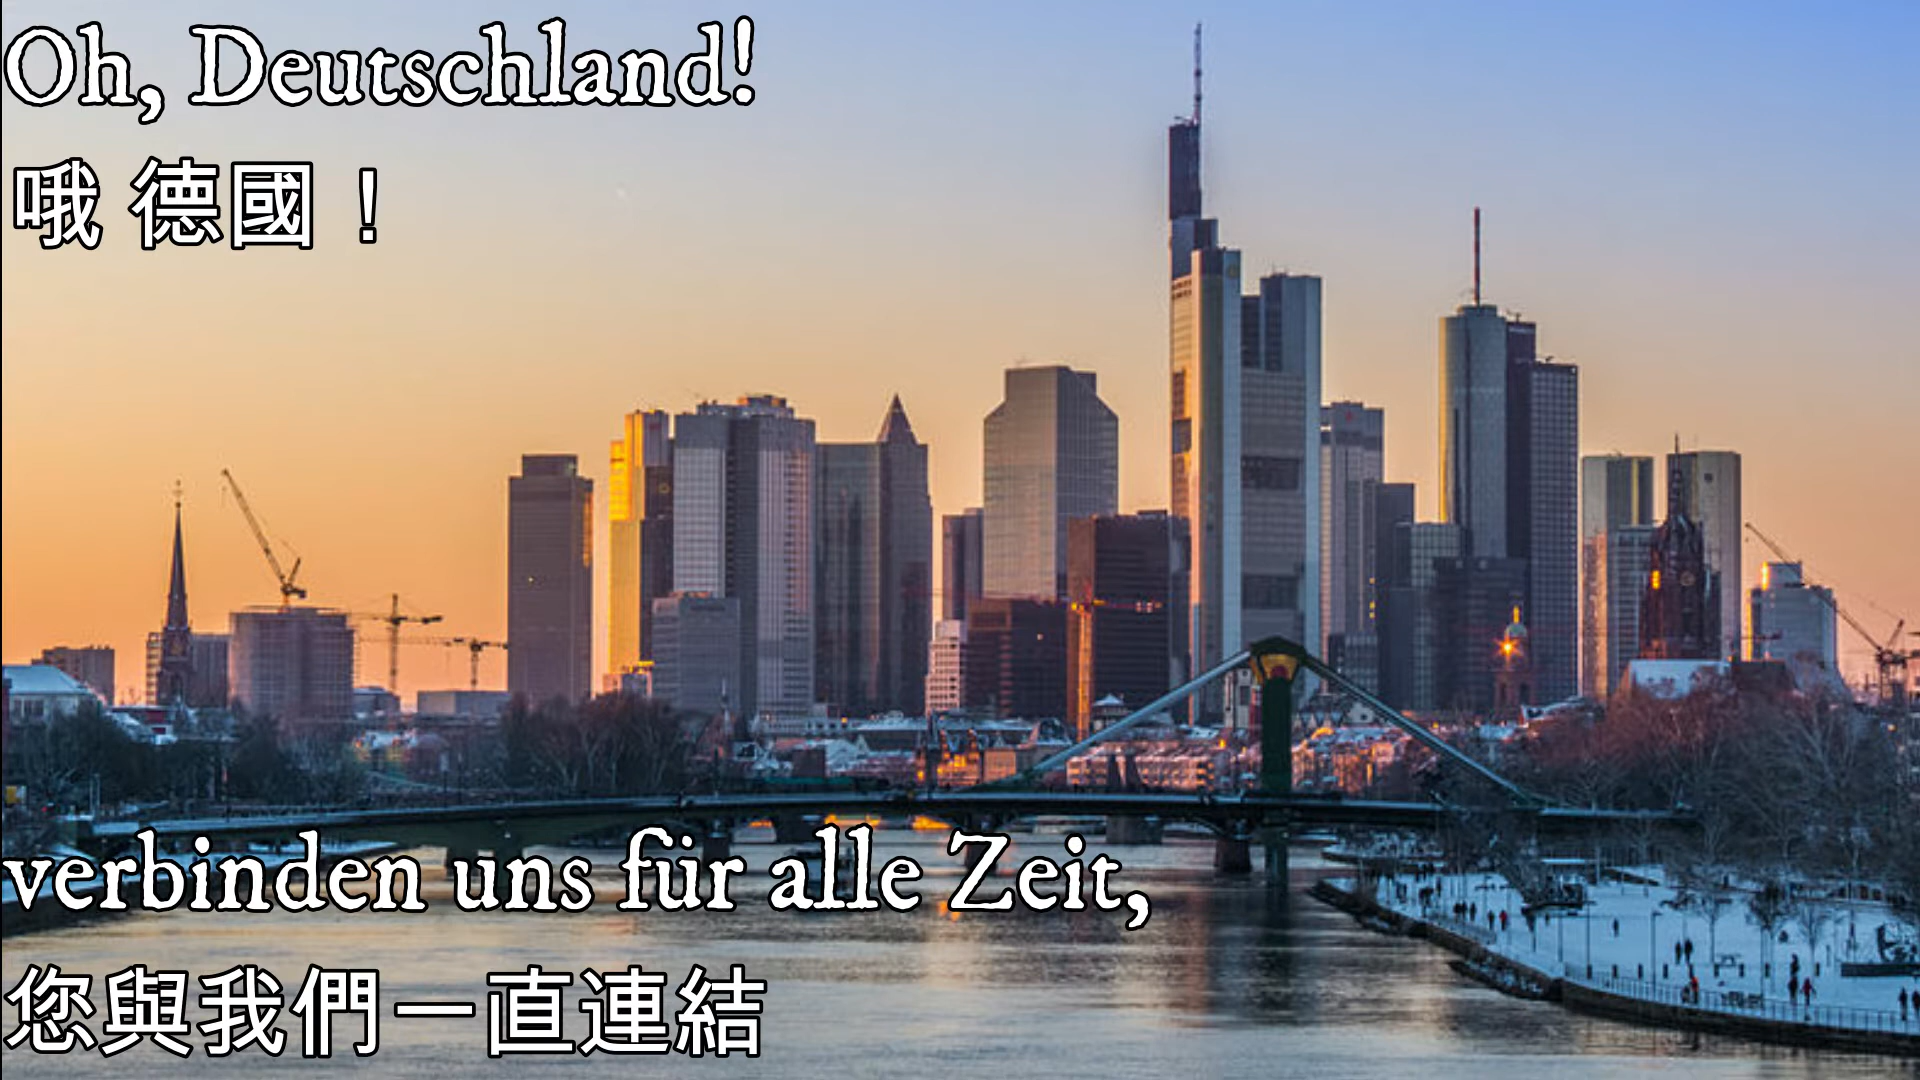 Oh, Deutschland!
哦 德國！
verbinden uns für alle Zeit,
您與我們一直連結